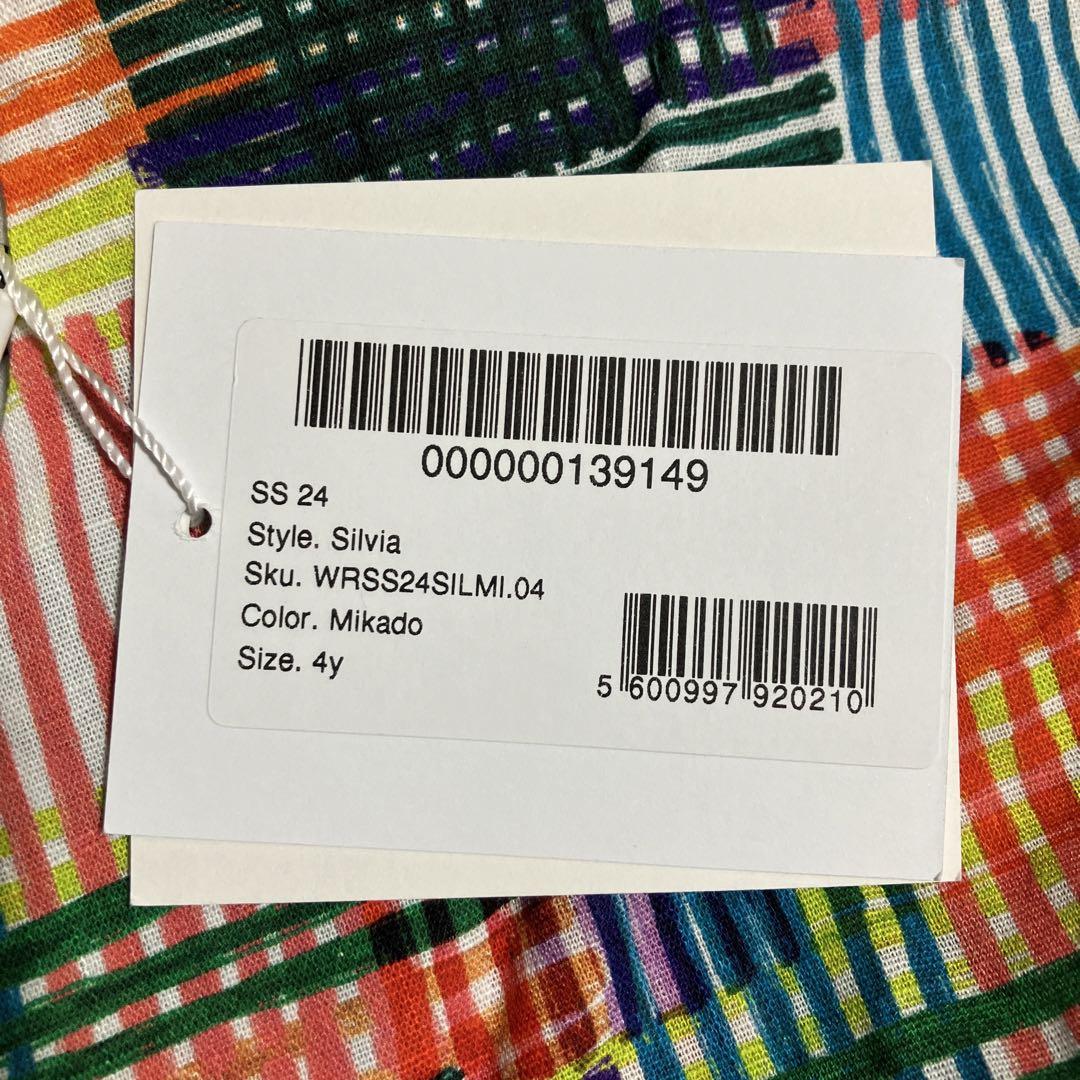 000000139149
SS 24
Style. Silvia
Sku. WRSS24SILMI.04
Color. Mikado
Size. 4y
5 600997 920210